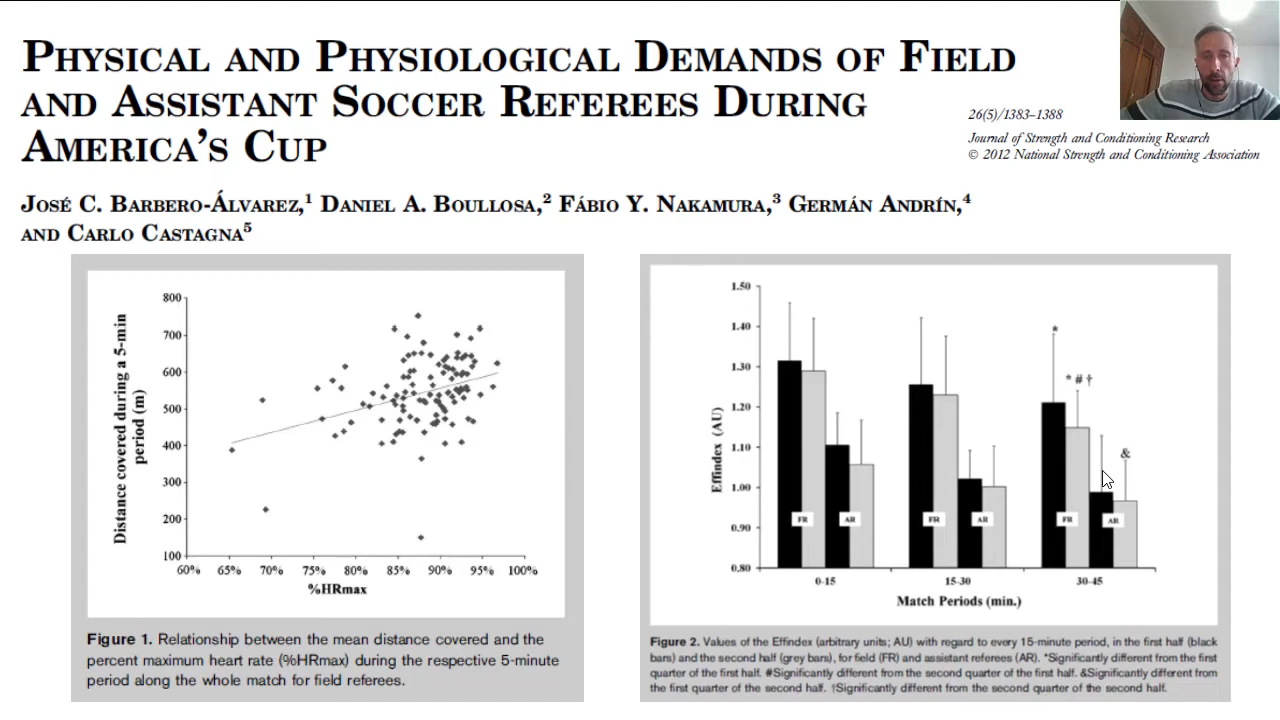 PHYSICAL AND PHYSIOLOGICAL DEMANDS OF FIELD
AND ASSISTANT SOCCER REFEREES DURING
AMERICA'S CUP
26(5)/1383–1388
Journal of Strength and Conditioning Research
© 2012 National Strength and Conditioning Association
JOSÉ C. BARBERO-ÁLVAREZ,1 DANIEL A. BOULLOSA,2 FÁBIO Y. NAKAMURA,3 GERMÁN ANDRÍN,4
AND CARLO CASTAGNA5
Distance covered during a 5-min
period (m)
800
700
600
500
400
300
200
100
60% 65% 70% 75% 80% 85% 90% 95% 100%
%HRmax
Figure 1. Relationship between the mean distance covered and the
percent maximum heart rate (%HRmax) during the respective 5-minute
period along the whole match for field referees.
Effindex (AU)
1.50
1.40
1.30
1.20
1.10
1.00
0.90
0.80
*
* # †
&
FR AR FR AR FR AR
0-15 15-30 30-45
Match Periods (min.)
Figure 2. Values of the Effindex (arbitrary units; AU) with regard to every 15-minute period, in the first half (black
bars) and the second half (grey bars), for field (FR) and assistant referees (AR). *Significantly different from the first
quarter of the first half. #Significantly different from the second quarter of the first half. &Significantly different from
the first quarter of the second half. †Significantly different from the second quarter of the second half.